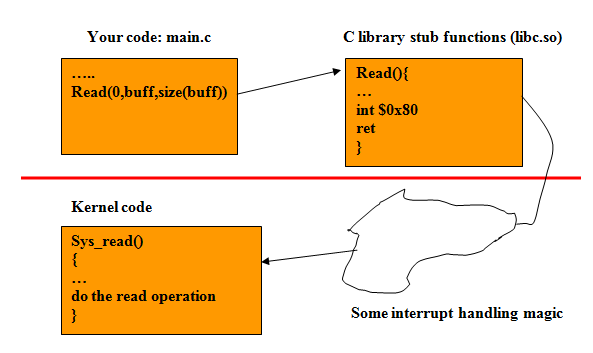 Your code: main.c
C library stub functions (libc.so)
.....
Read(0,buff,size(buff))
Read(){
...
int $0x80
ret
}
Kernel code
Sys_read()
{
...
do the read operation
}
Some interrupt handling magic